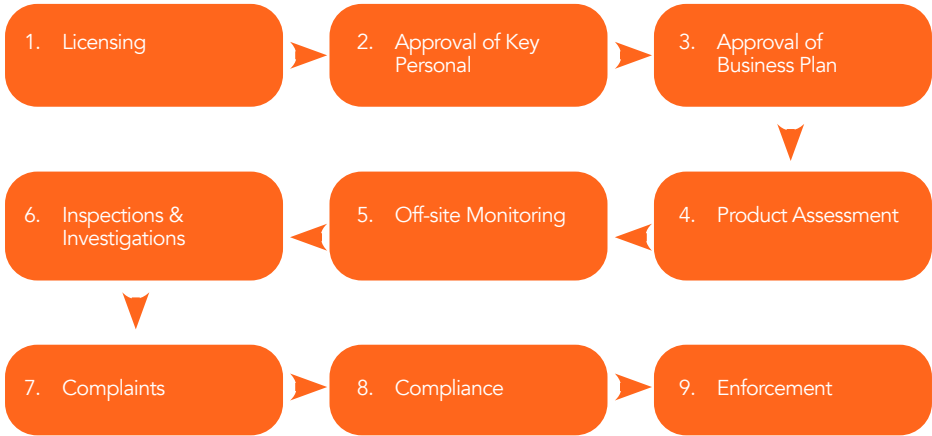 1. Licensing
2. Approval of Key
Personal
3. Approval of
Business Plan
6. Inspections &
Investigations
5. Off-site Monitoring
4. Product Assessment
7. Complaints
8. Compliance
9. Enforcement